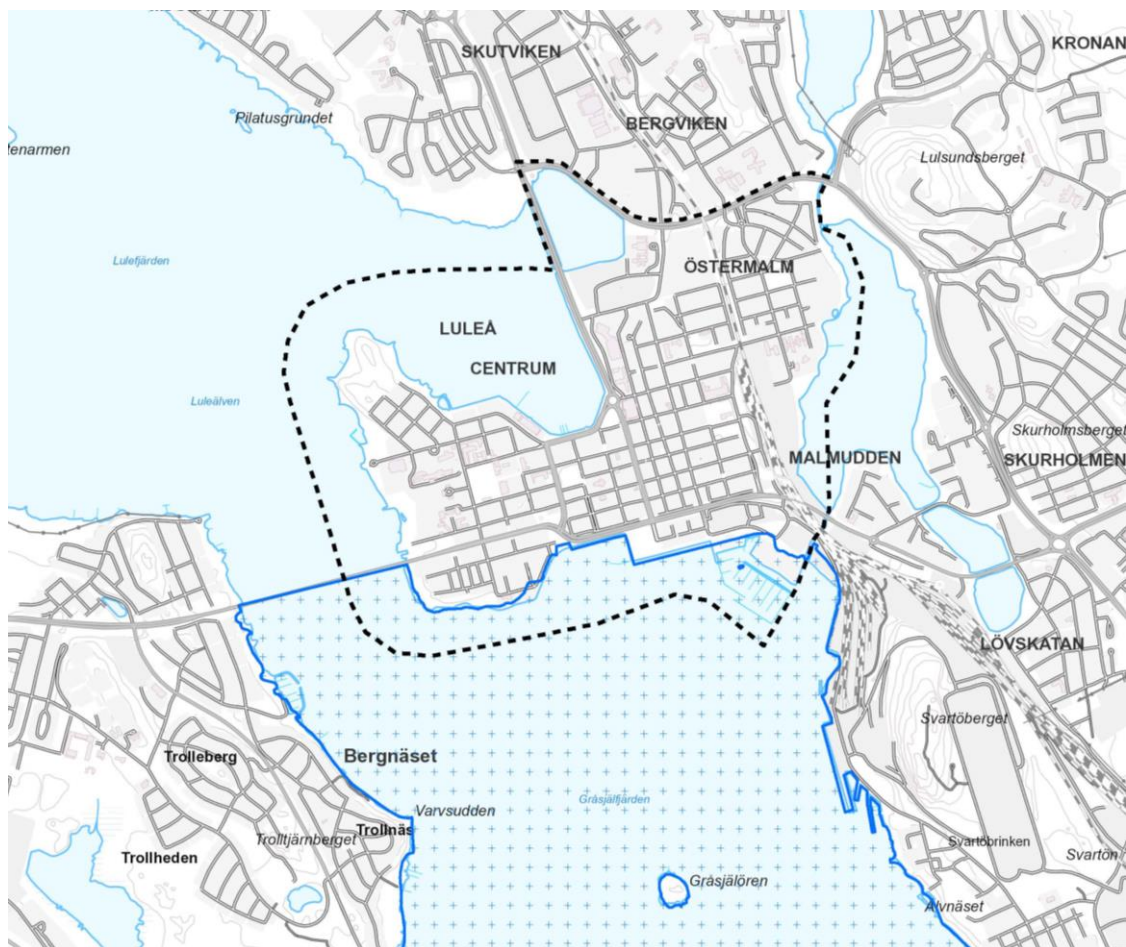 SKUTVIKEN
KRONAN
Pilatusgrundet
BERGVIKEN
enarmen
Lulsundsberget
Lulefjärden
ÖSTERMALM
LULEÅ
CENTRUM
Luleälven
Skurholmsberget
MALMUDDEN
SKURHOLMEN
LÖVSKATAN
Svartöberget
Bergnäset
Trolleberg
Gråsjälfjärden
Varvsudden
Trollnäs
Trolltjärnberget
Svartöbrinken
Trollheden
Svartön
Gråsjälören
Älvnäset